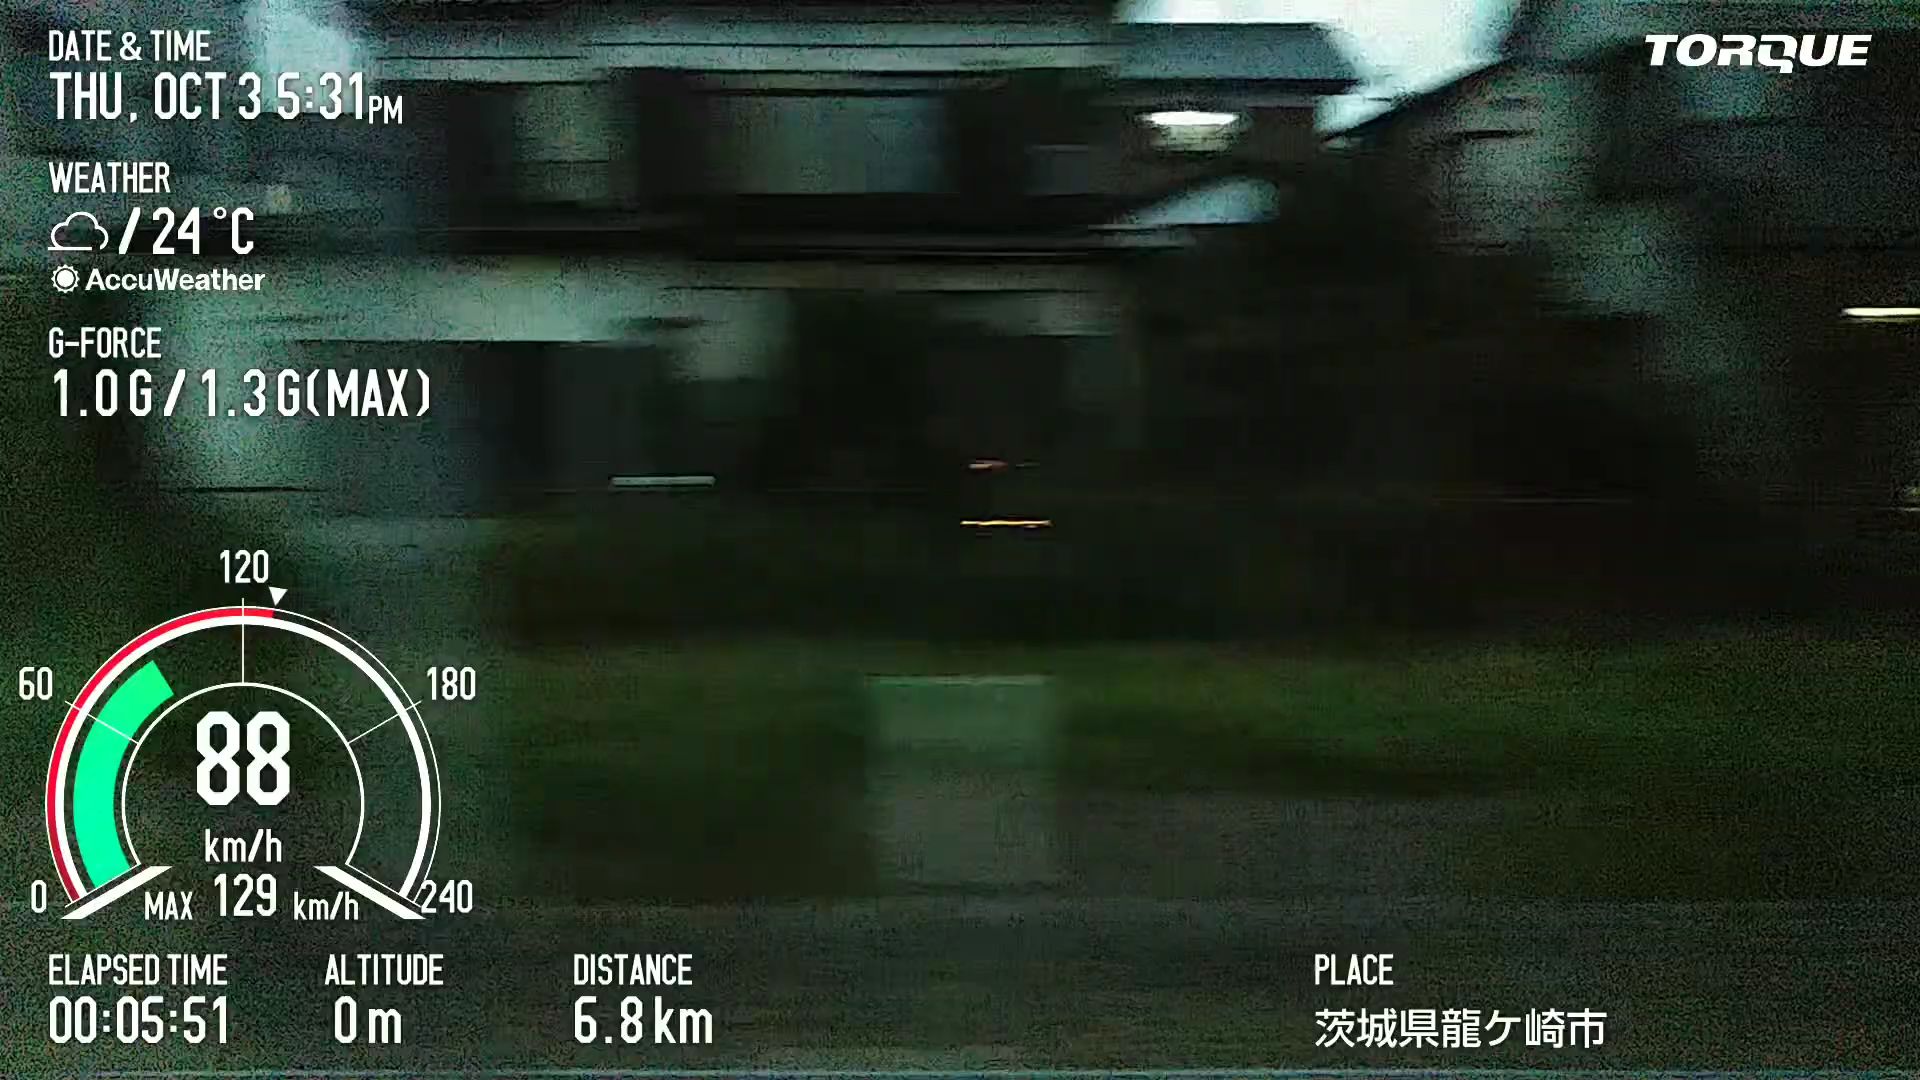 DATE & TIME
THU, OCT 3 5:31PM
TORQUE
WEATHER
/ 24 °C
AccuWeather
G-FORCE
1.0 G / 1.3 G(MAX)
120
60
180
88
km/h
0
MAX 129 km/h
240
ELAPSED TIME
00:05:51
ALTITUDE
0 m
DISTANCE
6.8 km
PLACE
茨城県龍ケ崎市